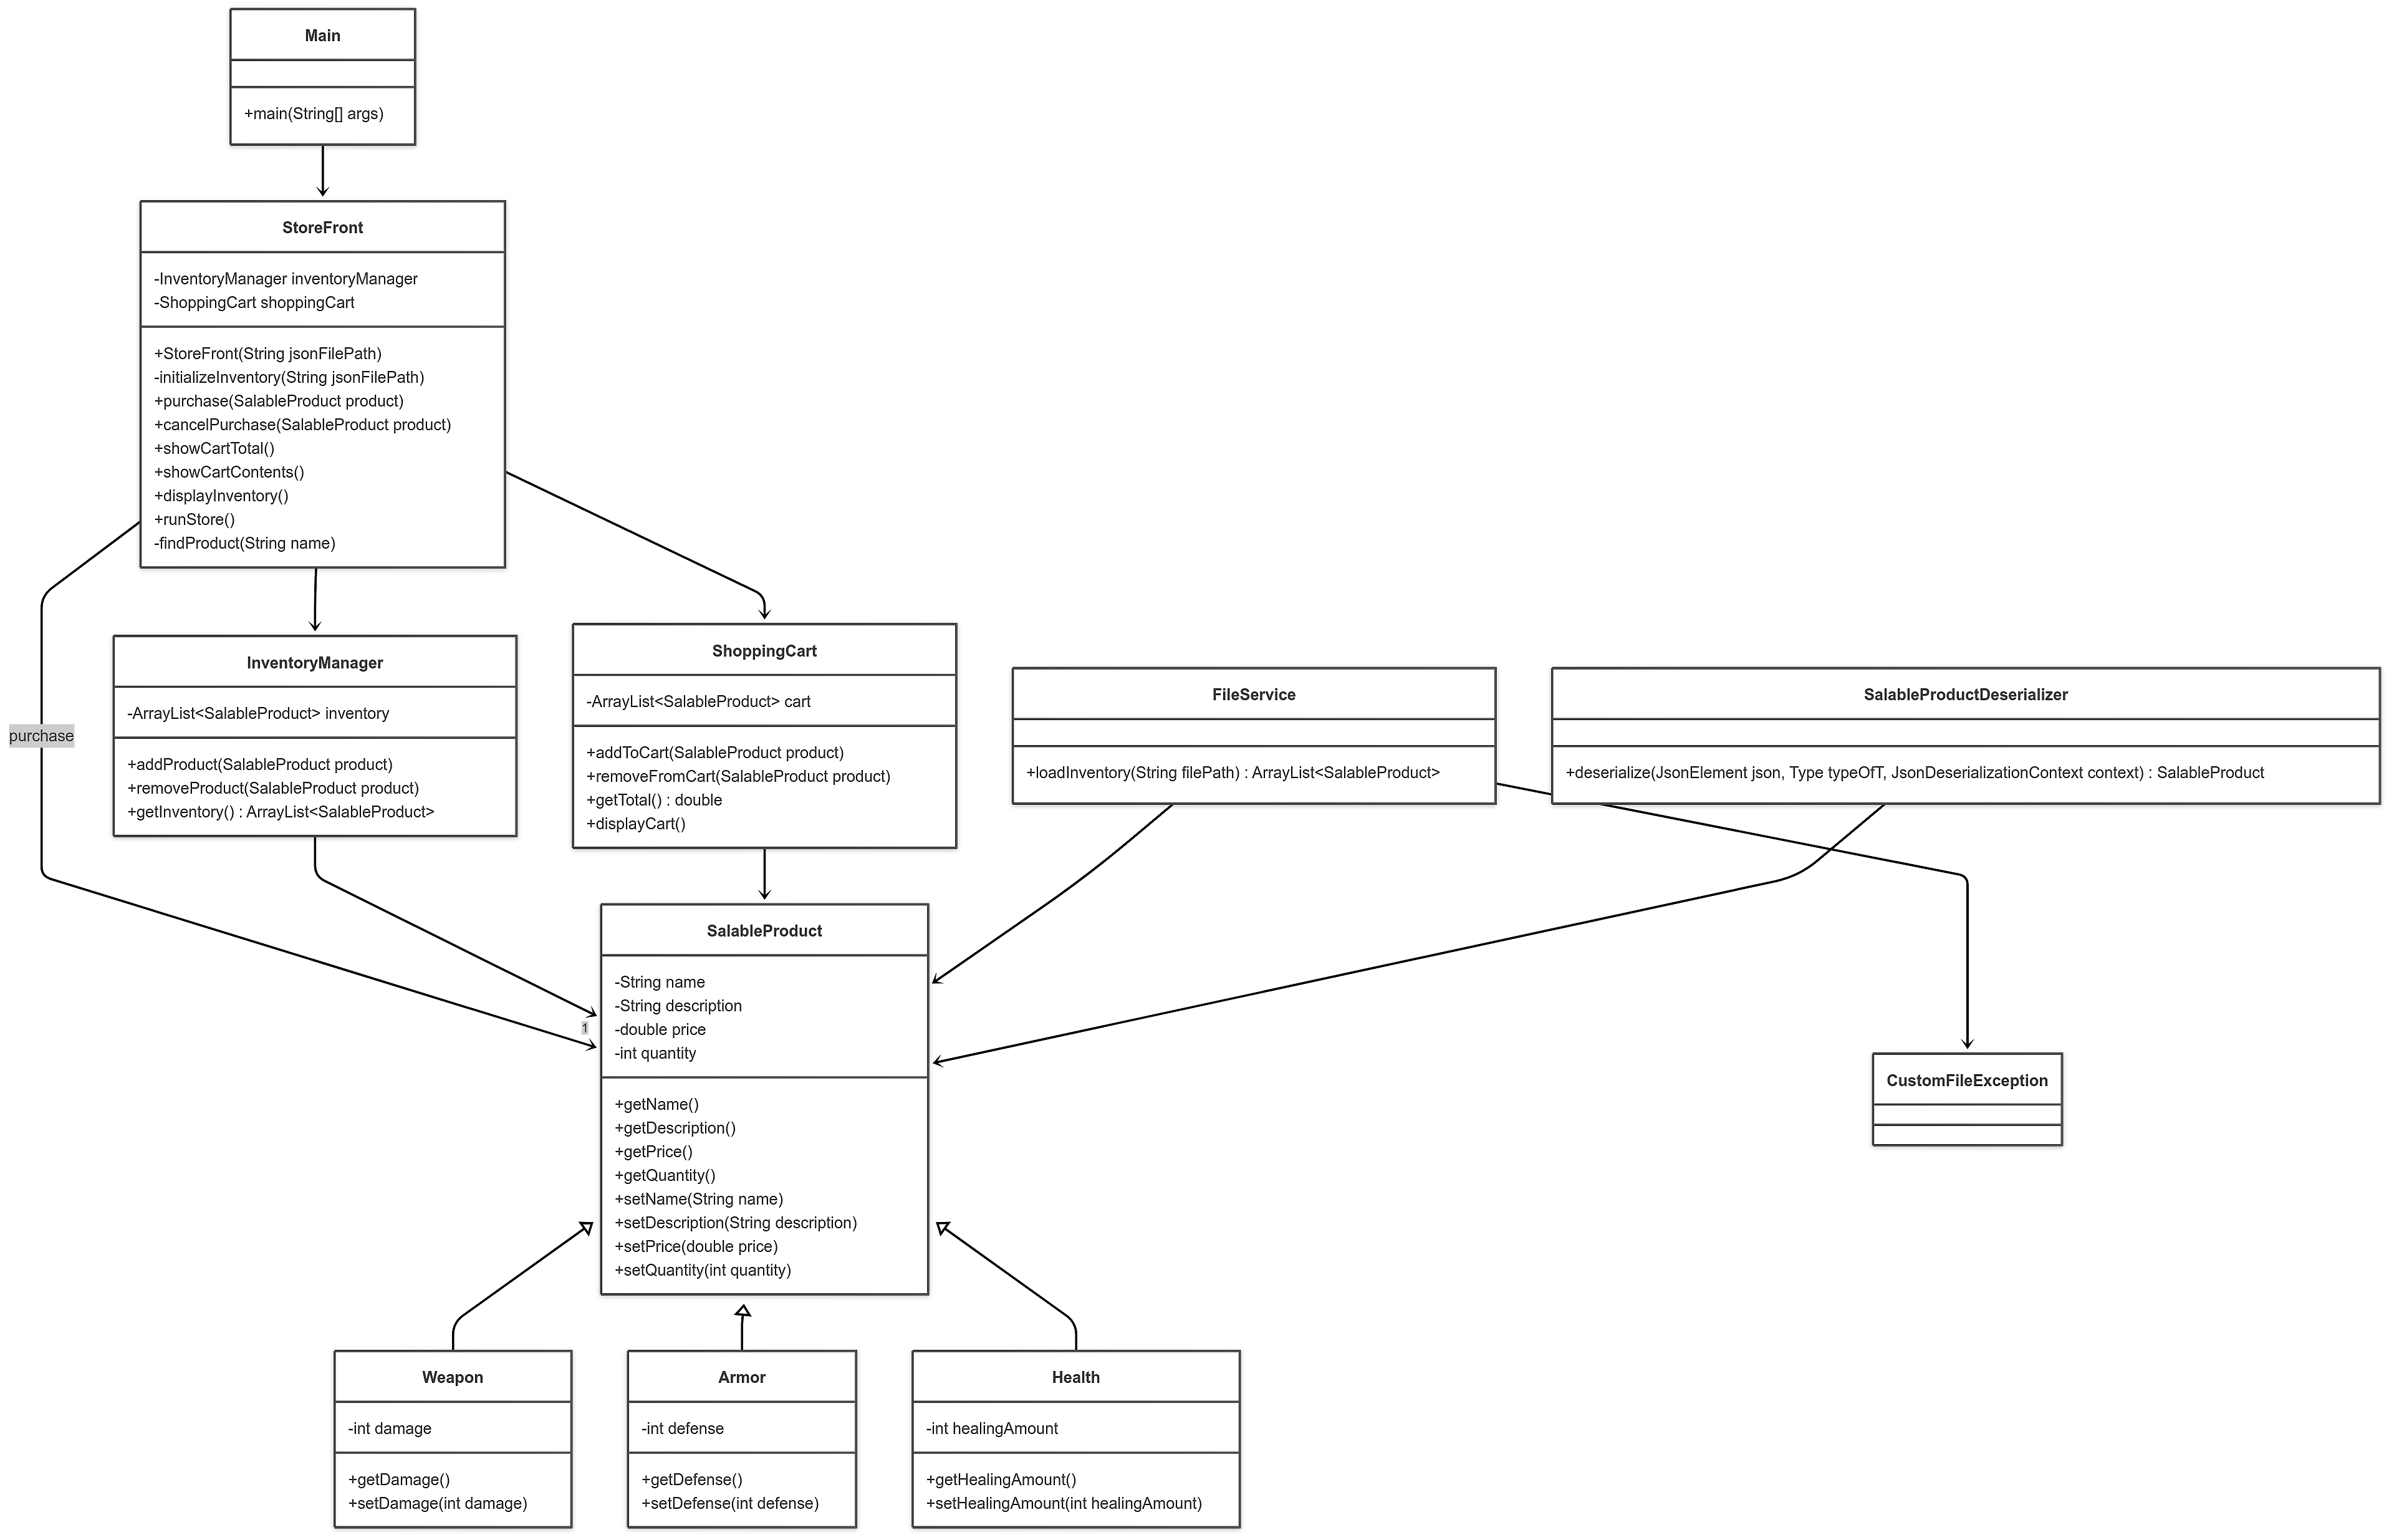 Main
+main(String[] args)
StoreFront
-InventoryManager inventoryManager
-ShoppingCart shoppingCart
+StoreFront(String jsonFilePath)
-initializeInventory(String jsonFilePath)
+purchase(SalableProduct product)
+cancelPurchase(SalableProduct product)
+showCartTotal()
+showCartContents()
+displayInventory()
+runStore()
-findProduct(String name)
purchase
InventoryManager
-ArrayList<SalableProduct> inventory
+addProduct(SalableProduct product)
+removeProduct(SalableProduct product)
+getInventory() : ArrayList<SalableProduct>
ShoppingCart
-ArrayList<SalableProduct> cart
+addToCart(SalableProduct product)
+removeFromCart(SalableProduct product)
+getTotal() : double
+displayCart()
FileService
+loadInventory(String filePath) : ArrayList<SalableProduct>
SalableProductDeserializer
+deserialize(JsonElement json, Type typeOfT, JsonDeserializationContext context) : SalableProduct
1
SalableProduct
-String name
-String description
-double price
-int quantity
+getName()
+getDescription()
+getPrice()
+getQuantity()
+setName(String name)
+setDescription(String description)
+setPrice(double price)
+setQuantity(int quantity)
CustomFileException
Weapon
-int damage
+getDamage()
+setDamage(int damage)
Armor
-int defense
+getDefense()
+setDefense(int defense)
Health
-int healingAmount
+getHealingAmount()
+setHealingAmount(int healingAmount)